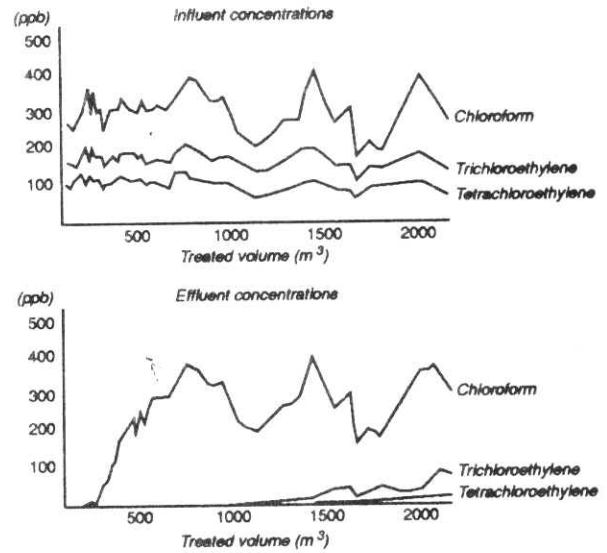 (ppb) Influent concentrations
500
400
300
200
100
Chloroform
Trichloroethylene
Tetrachloroethylene
500 1000 1500 2000
Treated volume (m³)
(ppb) Effluent concentrations
500
400
300
200
100
Chloroform
Trichloroethylene
Tetrachloroethylene
500 1000 1500 2000
Treated volume (m³)